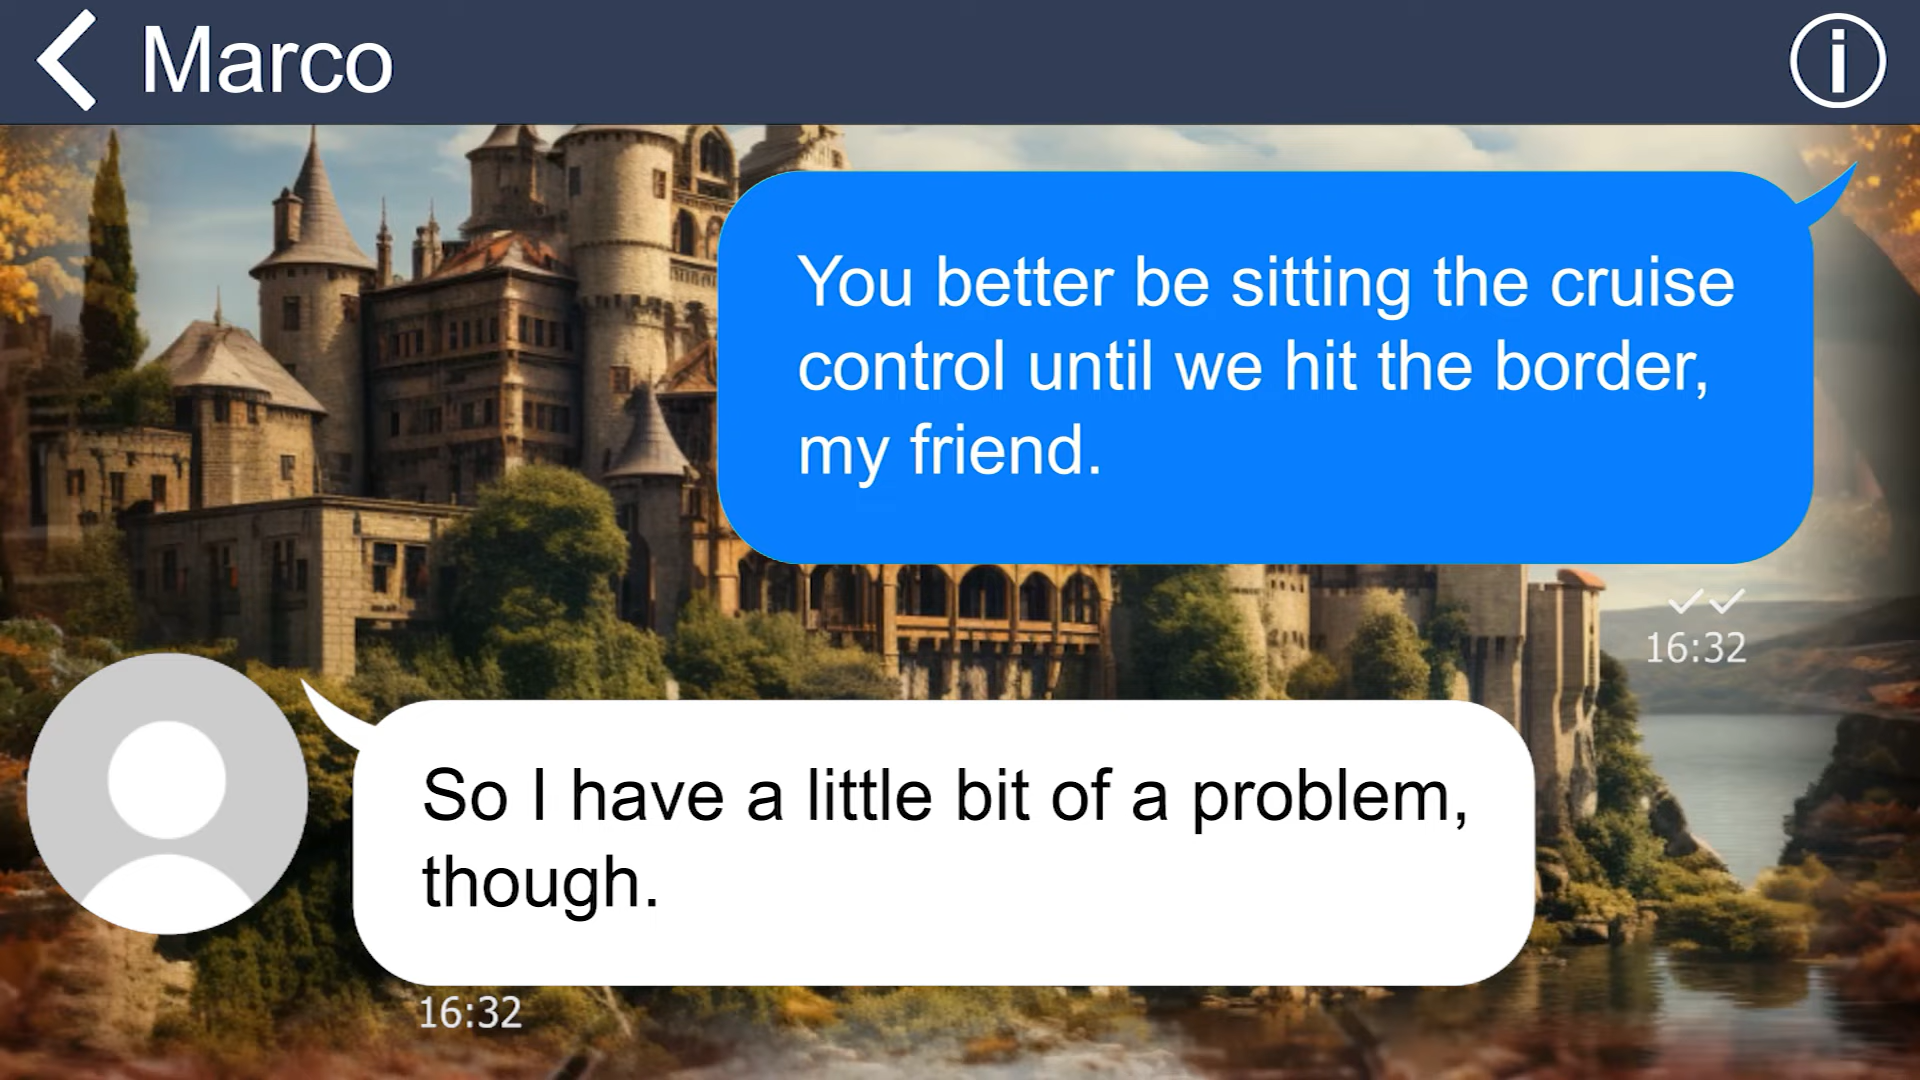 Marco
You better be sitting the cruise
control until we hit the border,
my friend.
16:32
So I have a little bit of a problem,
though.
16:32